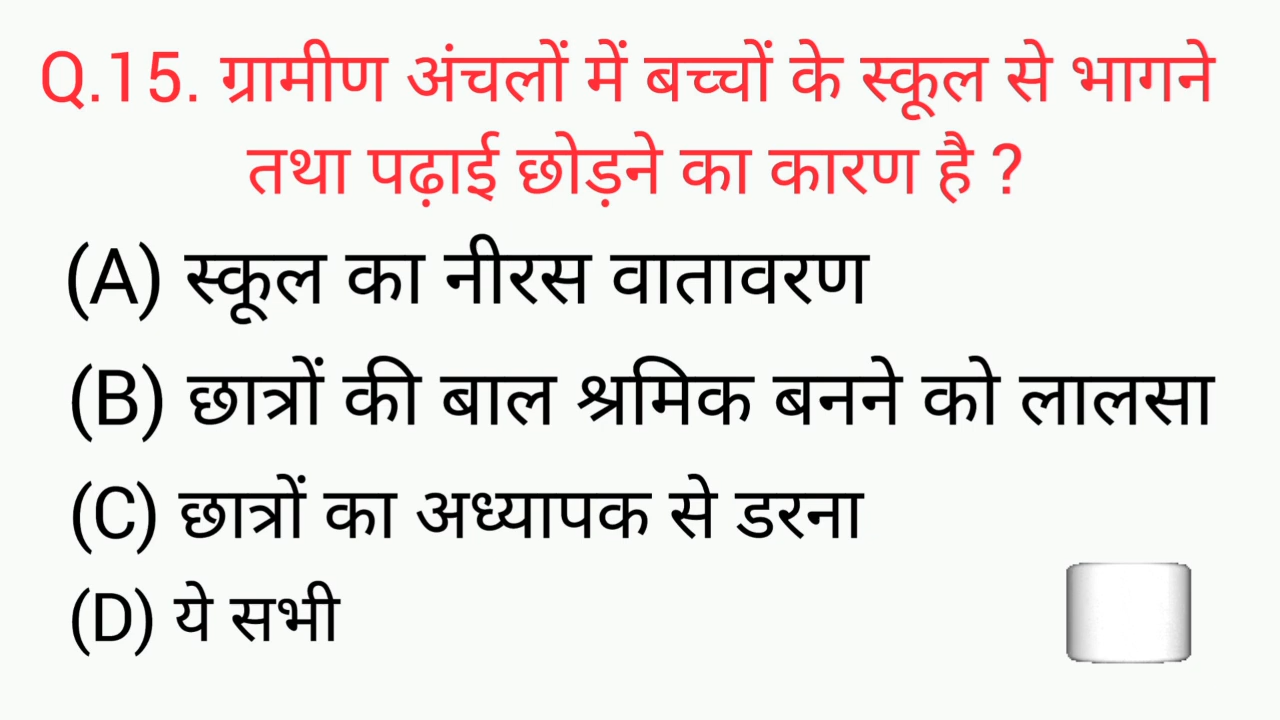 Q.15. ग्रामीण अंचलों में बच्चों के स्कूल से भागने
तथा पढ़ाई छोड़ने का कारण है ?
(A) स्कूल का नीरस वातावरण
(B) छात्रों की बाल श्रमिक बनने को लालसा
(C) छात्रों का अध्यापक से डरना
(D) ये सभी